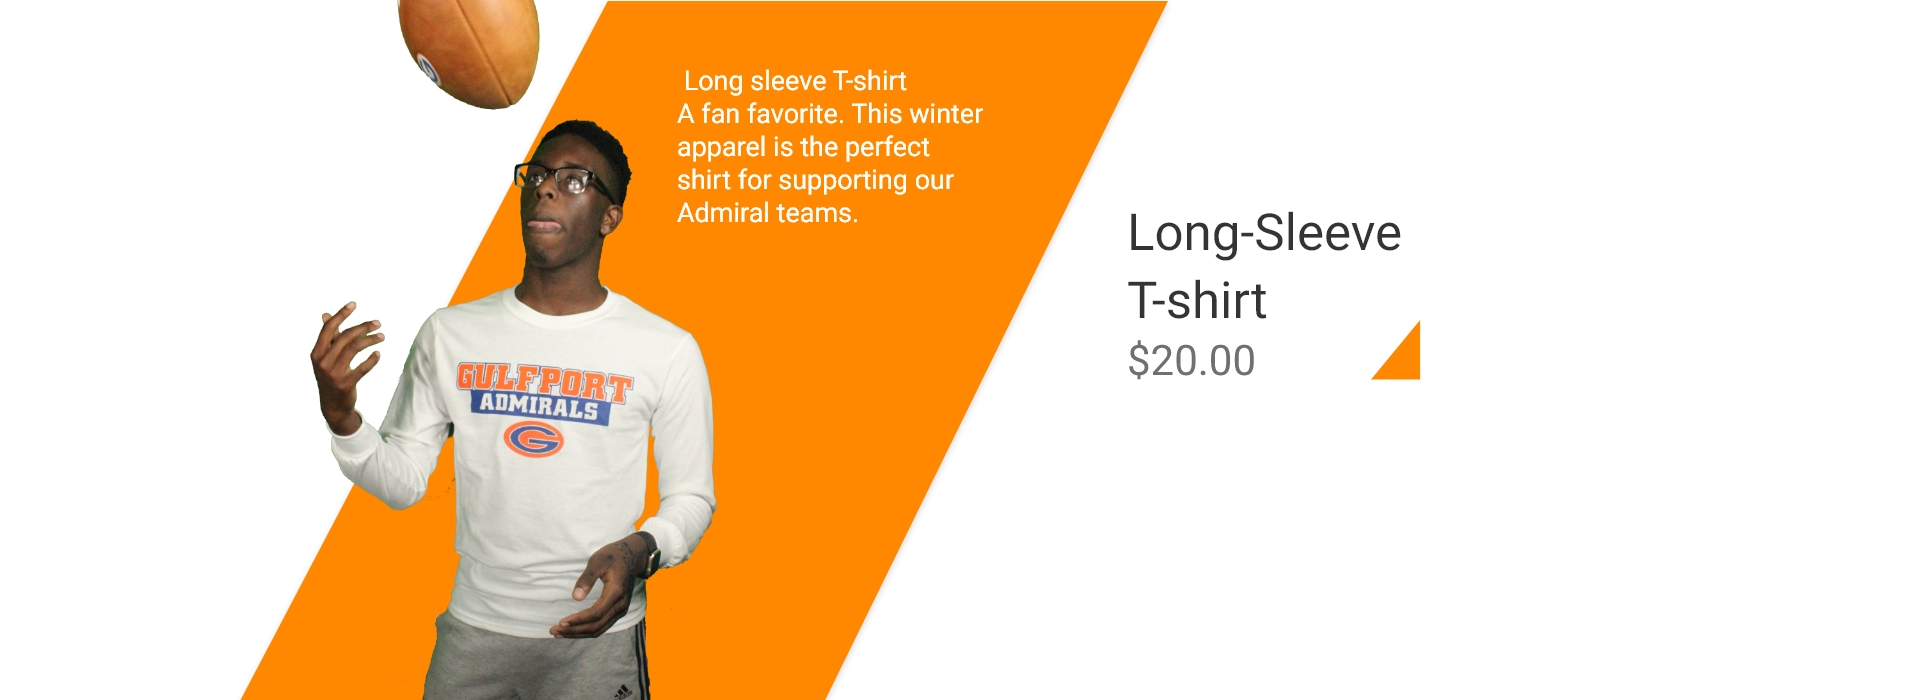 Long sleeve T-shirt
A fan favorite. This winter
apparel is the perfect
shirt for supporting our
Admiral teams.
GULFPORT
ADMIRALS
G
Long-Sleeve
T-shirt
$20.00